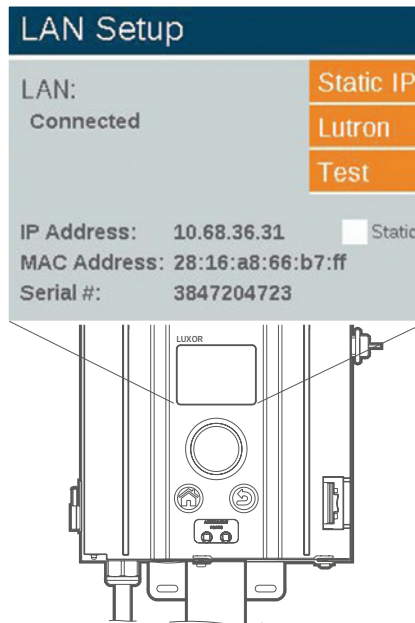 LAN Setup
LAN:
Connected
Static IP
Lutron
Test
IP Address: 10.68.36.31 Static
MAC Address: 28:16:a8:66:b7:ff
Serial #: 3847204723
LUXOR